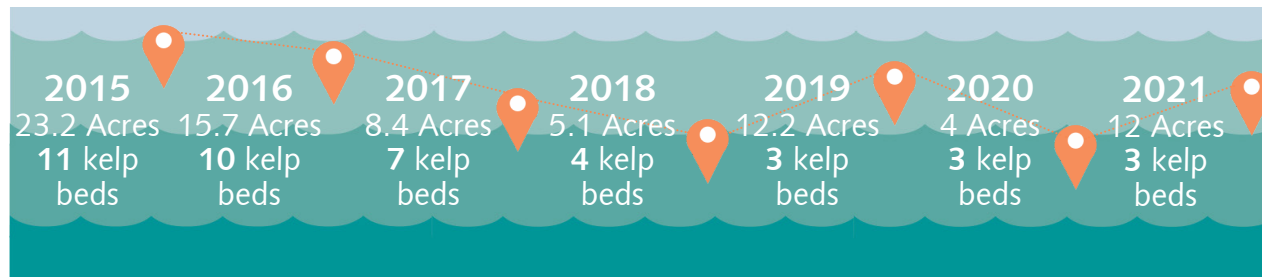 2015
23.2 Acres
11 kelp
beds
2016
15.7 Acres
10 kelp
beds
2017
8.4 Acres
7 kelp
beds
2018
5.1 Acres
4 kelp
beds
2019
12.2 Acres
3 kelp
beds
2020
4 Acres
3 kelp
beds
2021
12 Acres
3 kelp
beds